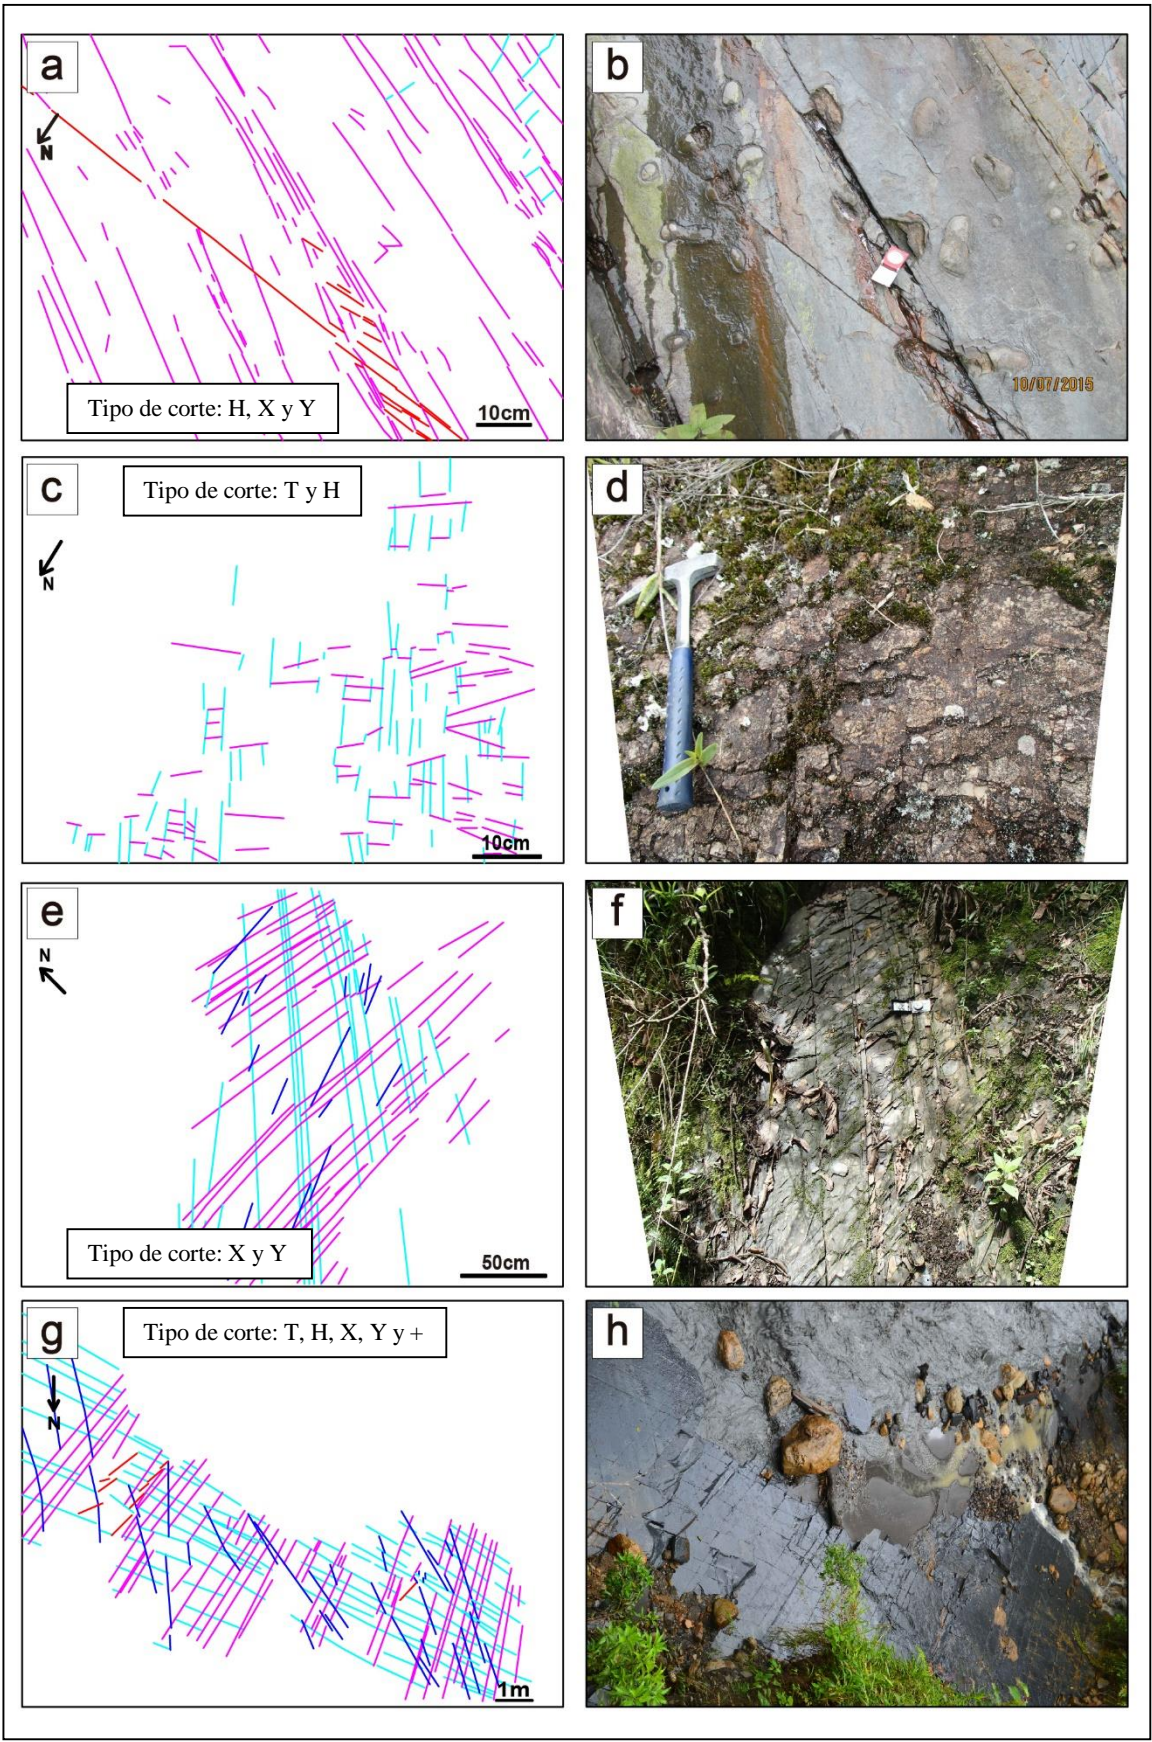 a
N
Tipo de corte: H, X y Y
10cm
b
10/07/2015
c
Tipo de corte: T y H
N
10cm
d
e
N
Tipo de corte: X y Y
50cm
f
g
Tipo de corte: T, H, X, Y y +
N
1m
h